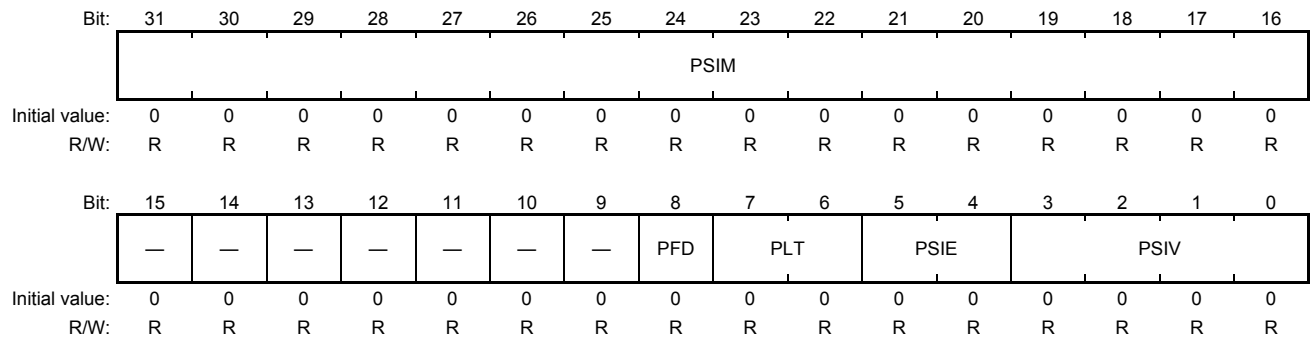 Bit: 31 30 29 28 27 26 25 24 23 22 21 20 19 18 17 16
PSIM
Initial value: 0 0 0 0 0 0 0 0 0 0 0 0 0 0 0 0
R/W: R R R R R R R R R R R R R R R R
Bit: 15 14 13 12 11 10 9 8 7 6 5 4 3 2 1 0
— — — — — — — PFD PLT PSIE PSIV
Initial value: 0 0 0 0 0 0 0 0 0 0 0 0 0 0 0 0
R/W: R R R R R R R R R R R R R R R R